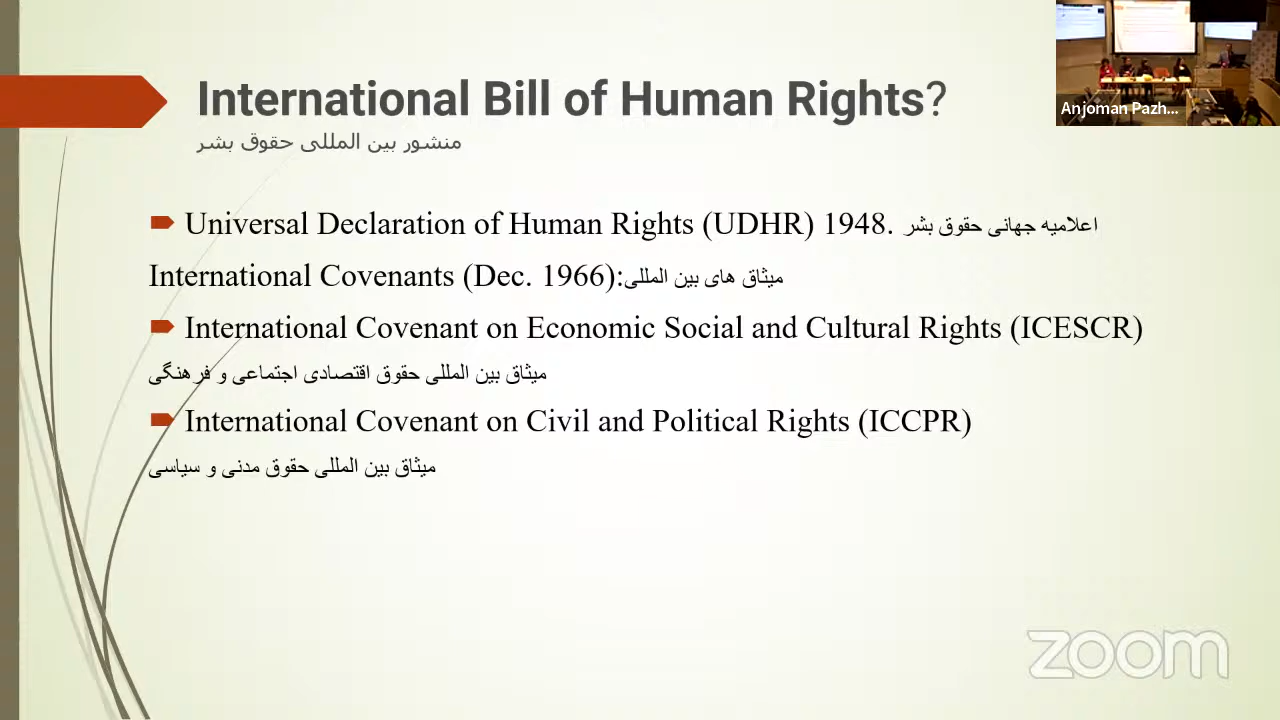 International Bill of Human Rights?
منشور بین المللی حقوق بشر
Universal Declaration of Human Rights (UDHR) 1948. اعلامیه جهانی حقوق بشر
International Covenants (Dec. 1966):میثاق های بین المللی
International Covenant on Economic Social and Cultural Rights (ICESCR)
میثاق بین المللی حقوق اقتصادی اجتماعی و فرهنگی
International Covenant on Civil and Political Rights (ICCPR)
میثاق بین المللی حقوق مدنی و سیاسی
Anjoman Pazh...
zoom